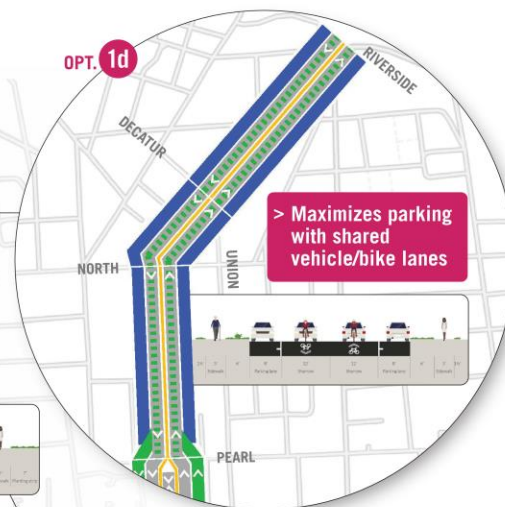 OPT. 1d
RIVERSIDE
DECATUR
> Maximizes parking
with shared
vehicle/bike lanes
NORTH
UNION
PEARL